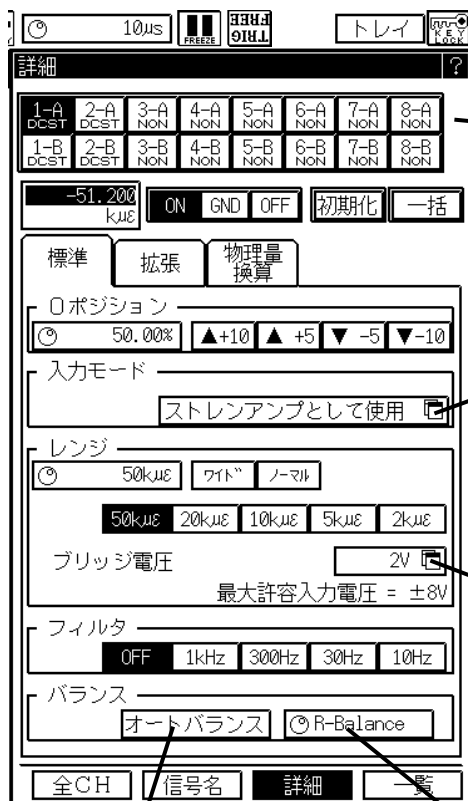 10μs FREEZE TRIG FREE トレイ KEY LOCK
詳細 ?
1-A 2-A 3-A 4-A 5-A 6-A 7-A 8-A
DCST DCST NON NON NON NON NON NON
1-B 2-B 3-B 4-B 5-B 6-B 7-B 8-B
DCST DCST NON NON NON NON NON NON
-51.200 kμε ON GND OFF 初期化 一括
標準 拡張 物理量換算
0ポジション
50.00% ▲+10 ▲ +5 ▼ -5 ▼-10
入力モード
ストレンアンプとして使用
レンジ
50kμε ワイド ノーマル
50kμε 20kμε 10kμε 5kμε 2kμε
ブリッジ電圧 2V
最大許容入力電圧 = ±8V
フィルタ
OFF 1kHz 300Hz 30Hz 10Hz
バランス
オートバランス R-Balance
全CH 信号名 詳細 一覧